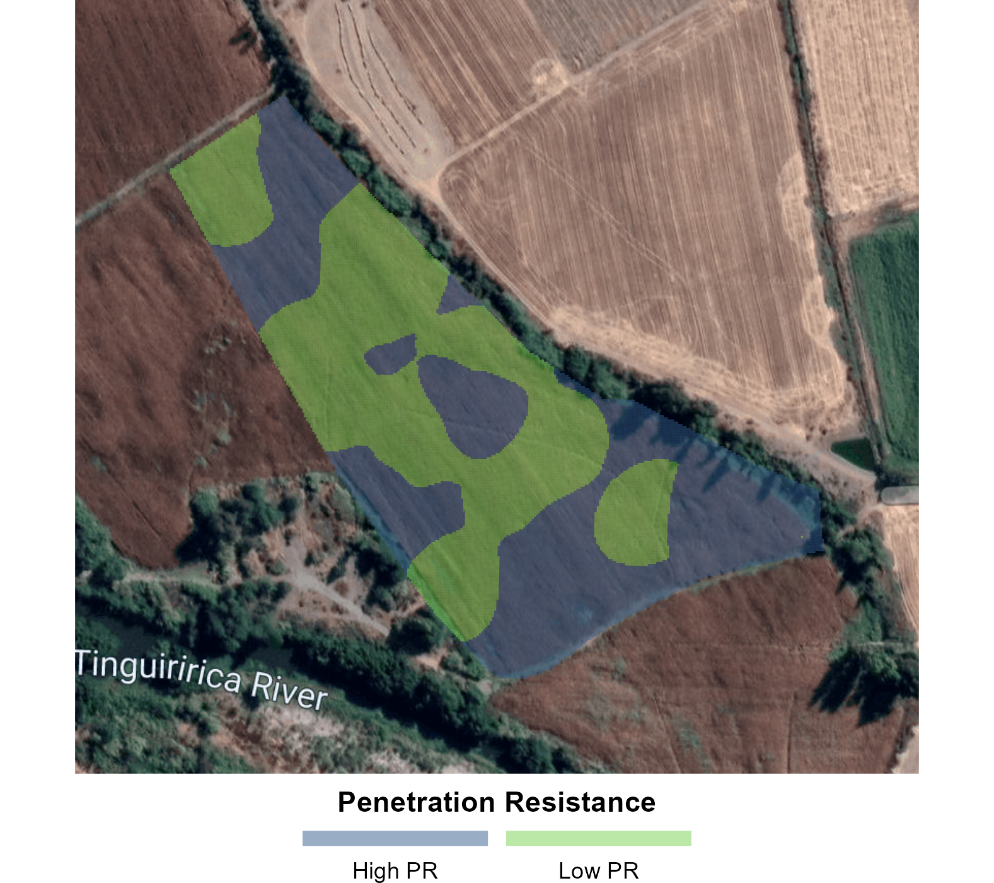 Tinguiririca River
Penetration Resistance
High PR
Low PR